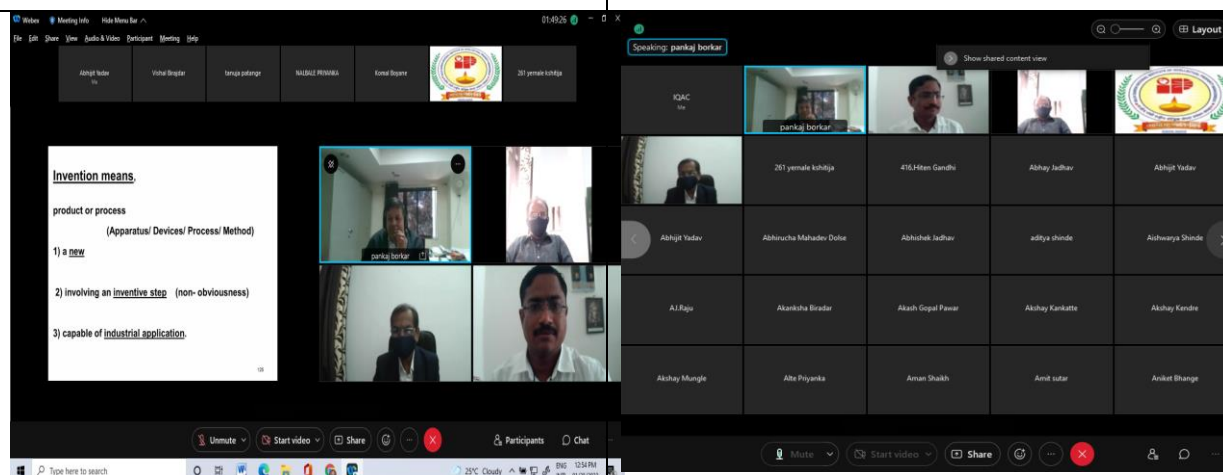 Webex Meeting Info Hide Menu Bar
01:49:26
File Edit Share View Audio & Video Participant Meeting Help
Abhijit Yadav
Me
Vishal Birajdar
tanuja patange
NALBALE PRIYANKA
Komal Boyane
261 yernale kshitija
Invention means,
product or process
(Apparatus/ Devices/ Process/ Method)
1) a new
2) involving an inventive step (non- obviousness)
3) capable of industrial application.
pankaj borkar
Unmute
Start video
Share
Participants
Chat
Type here to search
25°C Cloudy
ENG
12:54 PM
Speaking: pankaj borkar
Layout
Show shared content view
IQAC
Me
pankaj borkar
261 yernale kshitija
416.Hiten Gandhi
Abhay Jadhav
Abhijit Yadav
Abhijit Yadav
Abhirucha Mahadev Dolse
Abhishek Jadhav
aditya shinde
Aishwarya Shinde
A.I.Raju
Akanksha Biradar
Akash Gopal Pawar
Akshay Kankatte
Akshay Kendre
Akshay Mungle
Alte Priyanka
Aman Shaikh
Amit sutar
Aniket Bhange
Mute
Start video
Share